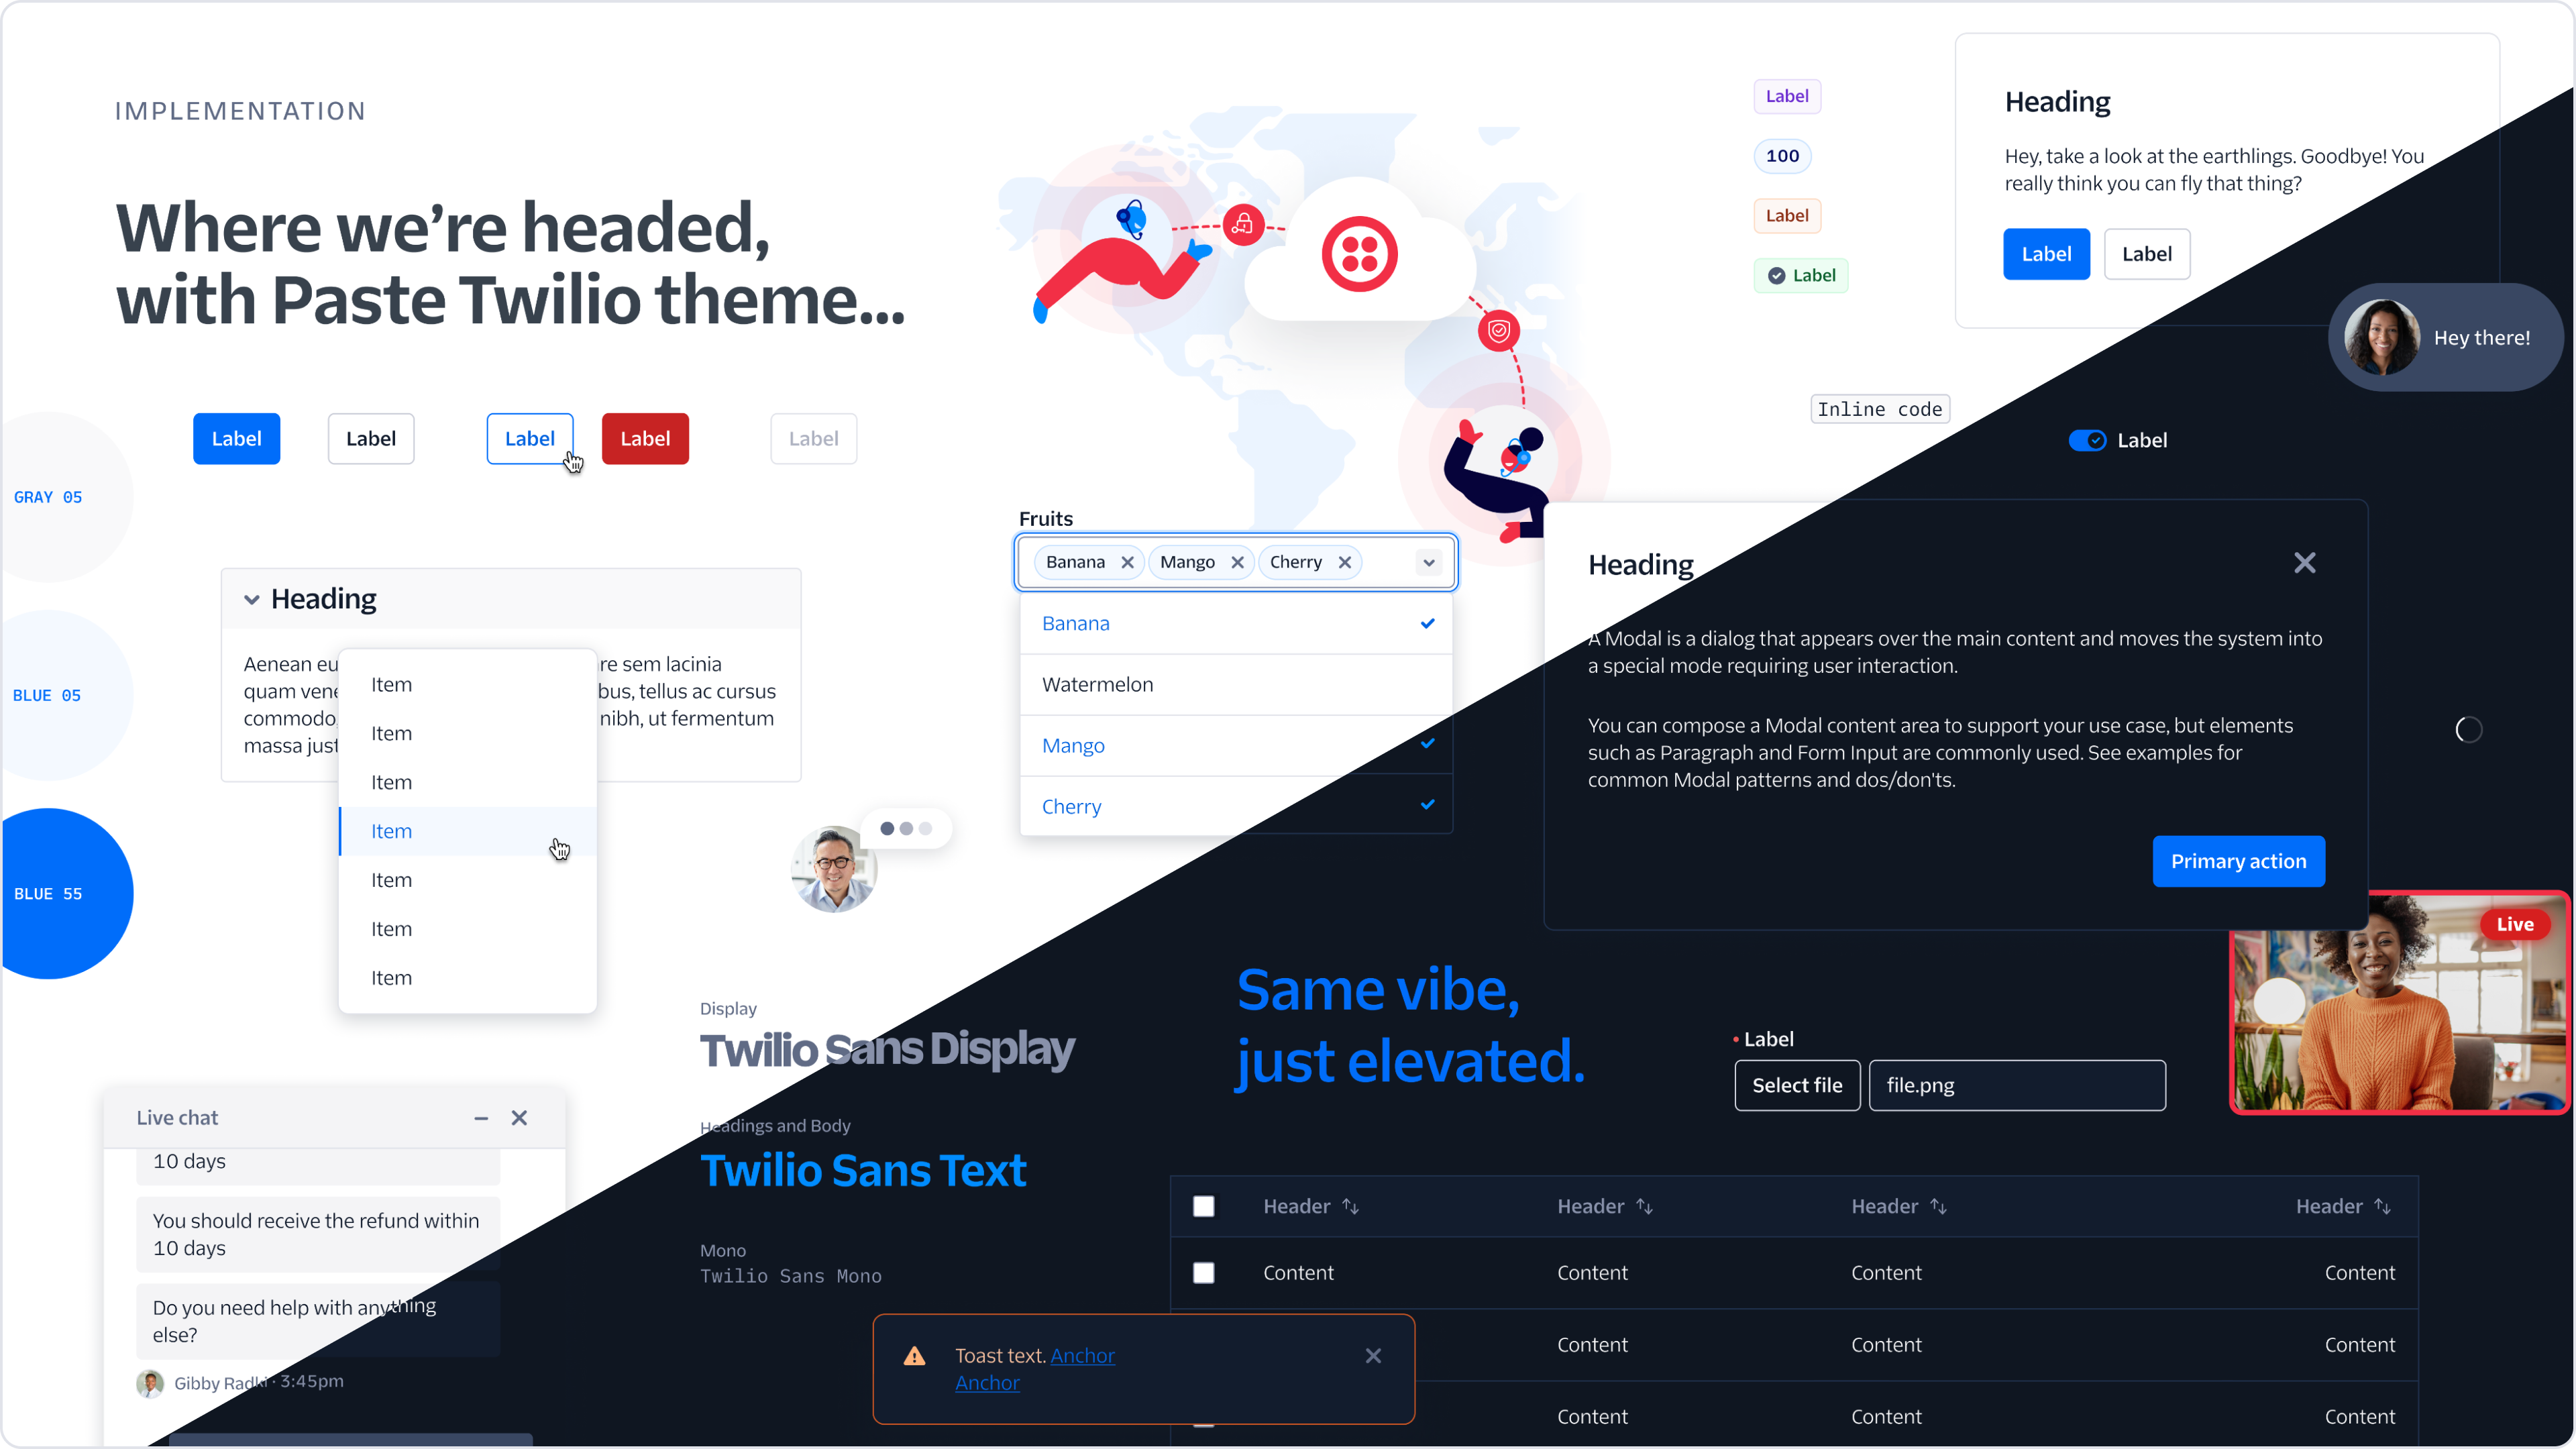 IMPLEMENTATION
Where we’re headed,
with Paste Twilio theme...
Label
100
Label
Label
Heading
Hey, take a look at the earthlings. Goodbye! You
really think you can fly that thing?
Label
Label
Hey there!
Inline code
Label
Label
Label
Label
Label
Label
GRAY 05
BLUE 05
BLUE 55
Heading
Aenean eu re sem lacinia
quam vene bus, tellus ac cursus
commodo, nibh, ut fermentum
massa just
Item
Item
Item
Item
Item
Item
Item
Fruits
Banana
Mango
Cherry
Banana
Watermelon
Mango
Cherry
Heading
A Modal is a dialog that appears over the main content and moves the system into
a special mode requiring user interaction.
You can compose a Modal content area to support your use case, but elements
such as Paragraph and Form Input are commonly used. See examples for
common Modal patterns and dos/don'ts.
Primary action
Live
Display
Twilio Sans Display
Headings and Body
Twilio Sans Text
Mono
Twilio Sans Mono
Same vibe,
just elevated.
Label
Select file
file.png
Live chat
10 days
You should receive the refund within
10 days
Do you need help with anything
else?
Gibby Radki · 3:45pm
Header Header Header Header
Content Content Content Content
Content Content Content
Content Content Content
Toast text. Anchor
Anchor